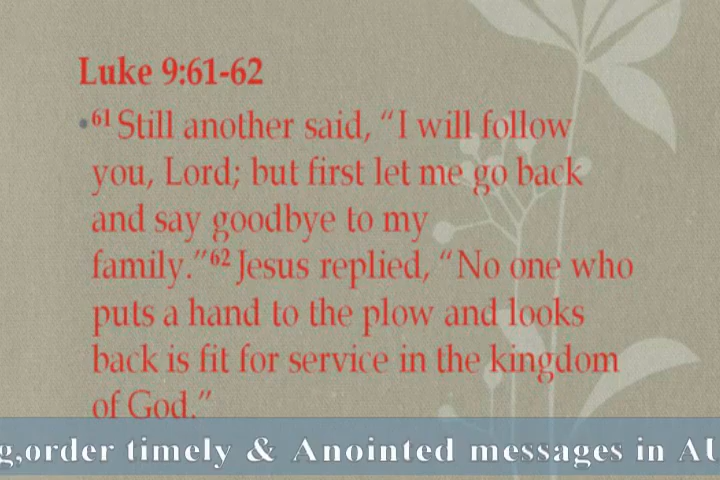 Luke 9:61-62
•61 Still another said, “I will follow
you, Lord; but first let me go back
and say goodbye to my
family.”62 Jesus replied, “No one who
puts a hand to the plow and looks
back is fit for service in the kingdom
of God.”
g,order timely & Anointed messages in AU